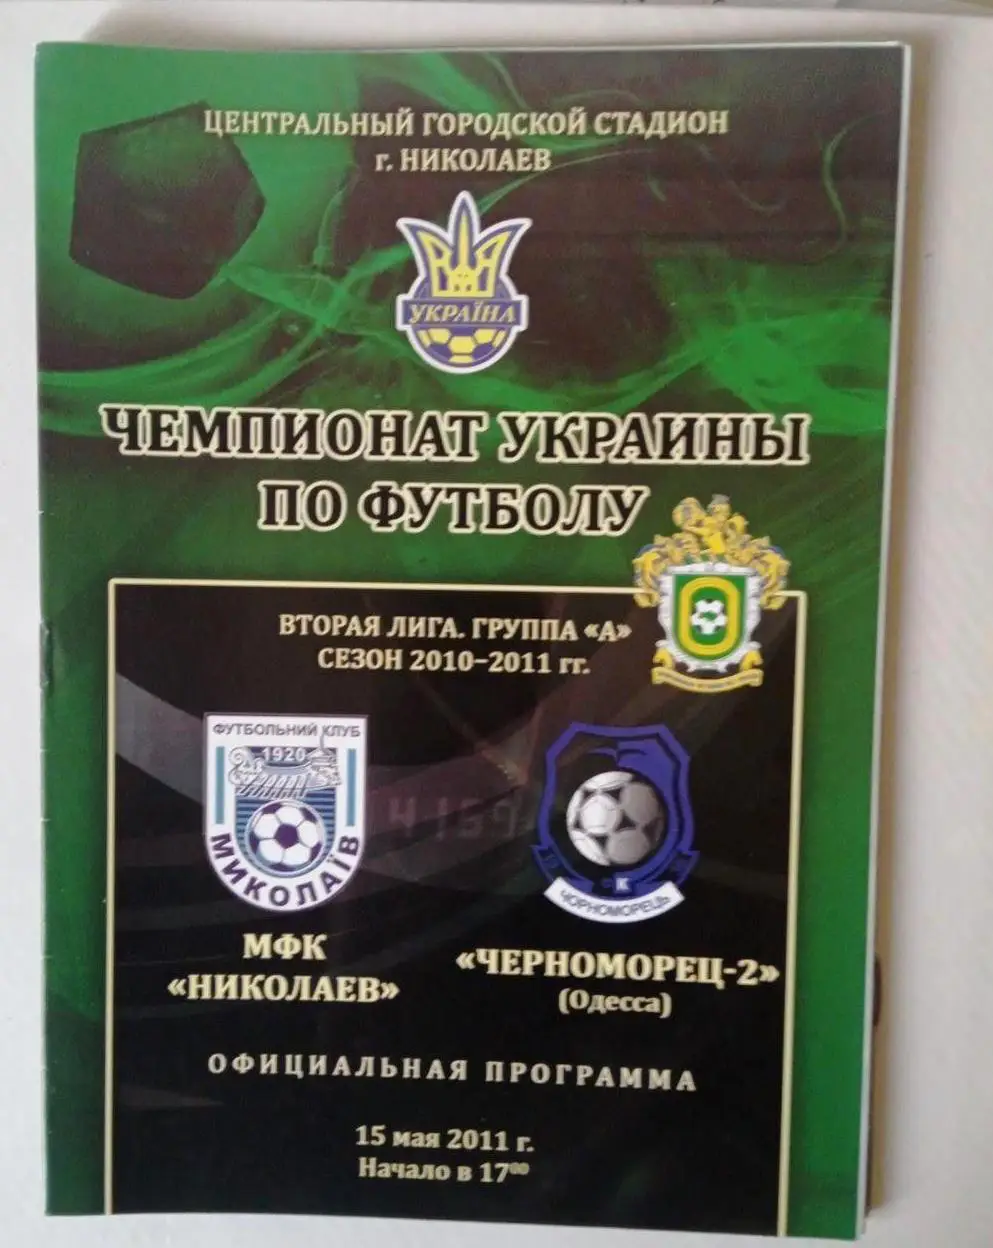 ЦЕНТРАЛЬНЫЙ ГОРОДСКОЙ СТАДИОН
г. НИКОЛАЕВ
УКРАЇНА
ЧЕМПИОНАТ УКРАИНЫ
ПО ФУТБОЛУ
ВТОРАЯ ЛИГА. ГРУППА «А»
СЕЗОН 2010-2011 гг.
ФУТБОЛЬНИЙ КЛУБ
1920
МИКОЛАЇВ
ФК
ЧОРНОМОРЕЦЬ
МФК
«НИКОЛАЕВ»
«ЧЕРНОМОРЕЦ-2»
(Одесса)
ОФИЦИАЛЬНАЯ ПРОГРАММА
15 мая 2011 г.
Начало в 17⁰⁰